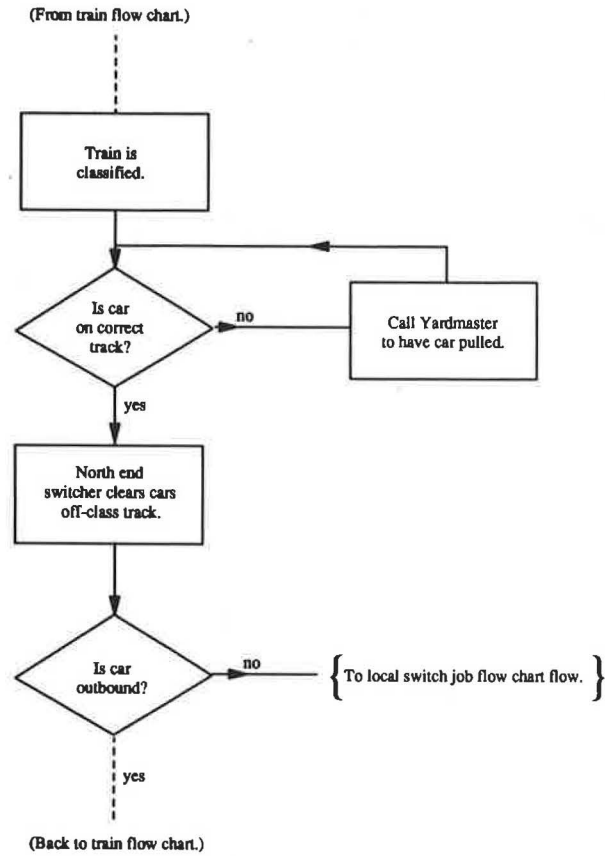 (From train flow chart.)
Train is
classified.
Is car
on correct
track?
no
Call Yardmaster
to have car pulled.
yes
North end
switcher clears cars
off-class track.
Is car
outbound?
no
{To local switch job flow chart flow.}
yes
(Back to train flow chart.)